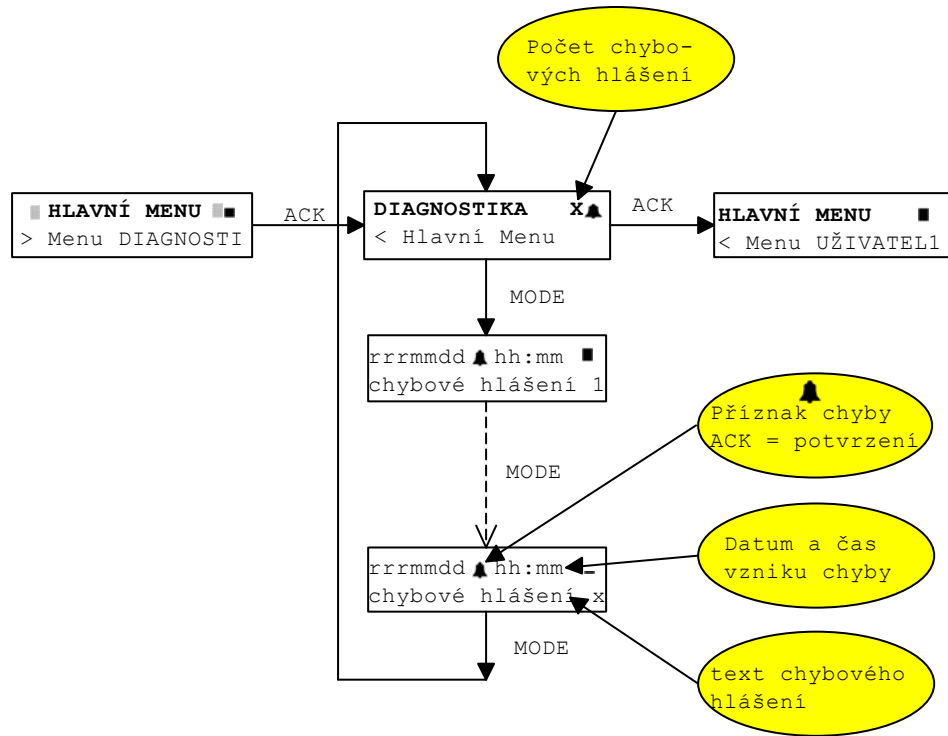 Počet chybo-
vých hlášení
HLAVNÍ MENU
> Menu DIAGNOSTI
ACK
DIAGNOSTIKA X
< Hlavní Menu
ACK
HLAVNÍ MENU
< Menu UŽIVATEL1
MODE
rrrmmdd hh:mm
chybové hlášení 1
Příznak chyby
ACK = potvrzení
MODE
rrrmmdd hh:mm _
chybové hlášení x
Datum a čas
vzniku chyby
MODE
text chybového
hlášení